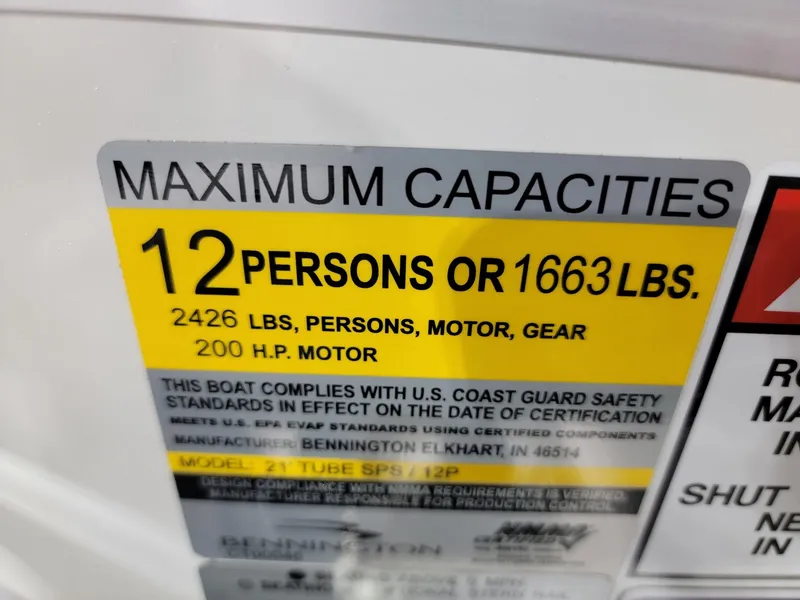 MAXIMUM CAPACITIES
12 PERSONS OR 1663 LBS.
2426 LBS, PERSONS, MOTOR, GEAR
200 H.P. MOTOR
THIS BOAT COMPLIES WITH U.S. COAST GUARD SAFETY
STANDARDS IN EFFECT ON THE DATE OF CERTIFICATION
MEETS U.S. EPA EVAP STANDARDS USING CERTIFIED COMPONENTS
MANUFACTURER: BENNINGTON ELKHART, IN 46514
MODEL: 21' TUBE SPS / 12P
DESIGN COMPLIANCE WITH NMMA REQUIREMENTS IS VERIFIED.
MANUFACTURER RESPONSIBLE FOR PRODUCTION CONTROL.
BENNINGTON
NMMA
CERTIFIED
SHUT
IN